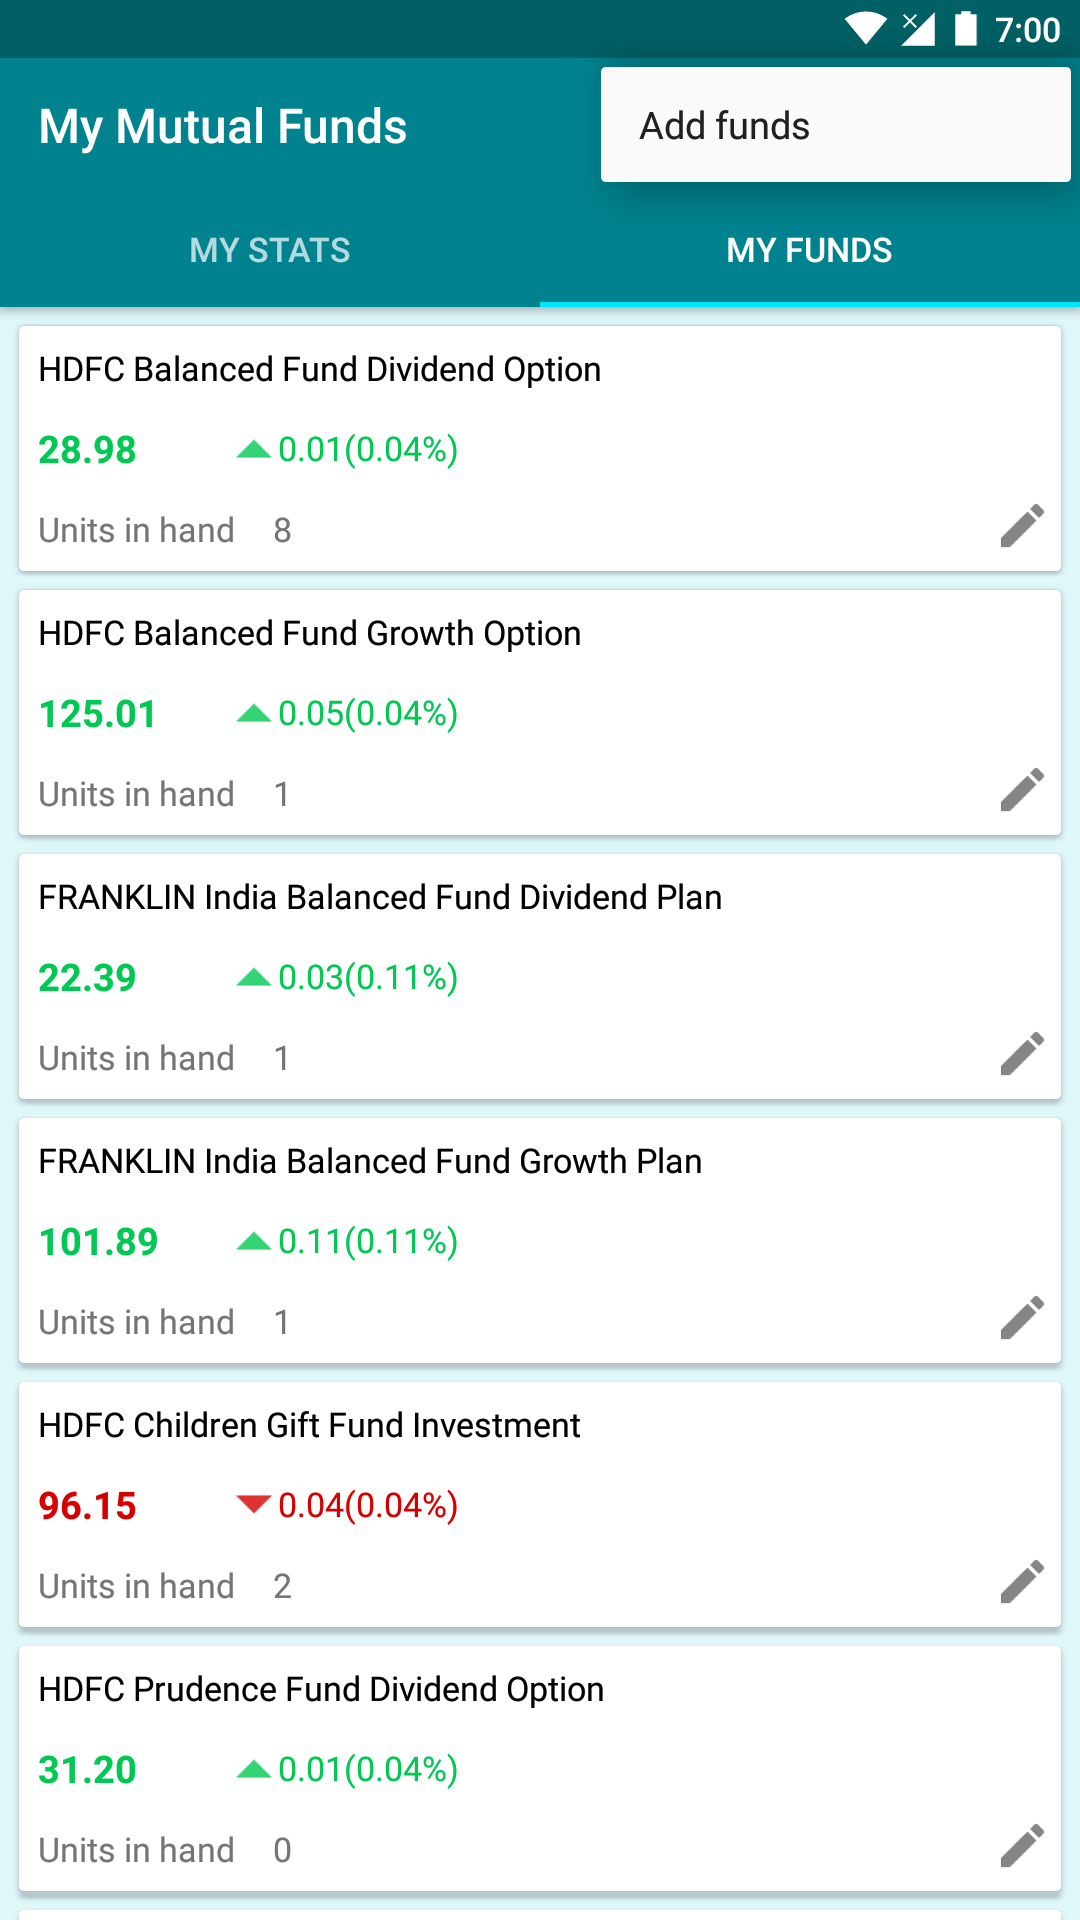 7:00
My Mutual Funds
Add funds
MY STATS
MY FUNDS
HDFC Balanced Fund Dividend Option
28.98 0.01(0.04%)
Units in hand 8
HDFC Balanced Fund Growth Option
125.01 0.05(0.04%)
Units in hand 1
FRANKLIN India Balanced Fund Dividend Plan
22.39 0.03(0.11%)
Units in hand 1
FRANKLIN India Balanced Fund Growth Plan
101.89 0.11(0.11%)
Units in hand 1
HDFC Children Gift Fund Investment
96.15 0.04(0.04%)
Units in hand 2
HDFC Prudence Fund Dividend Option
31.20 0.01(0.04%)
Units in hand 0